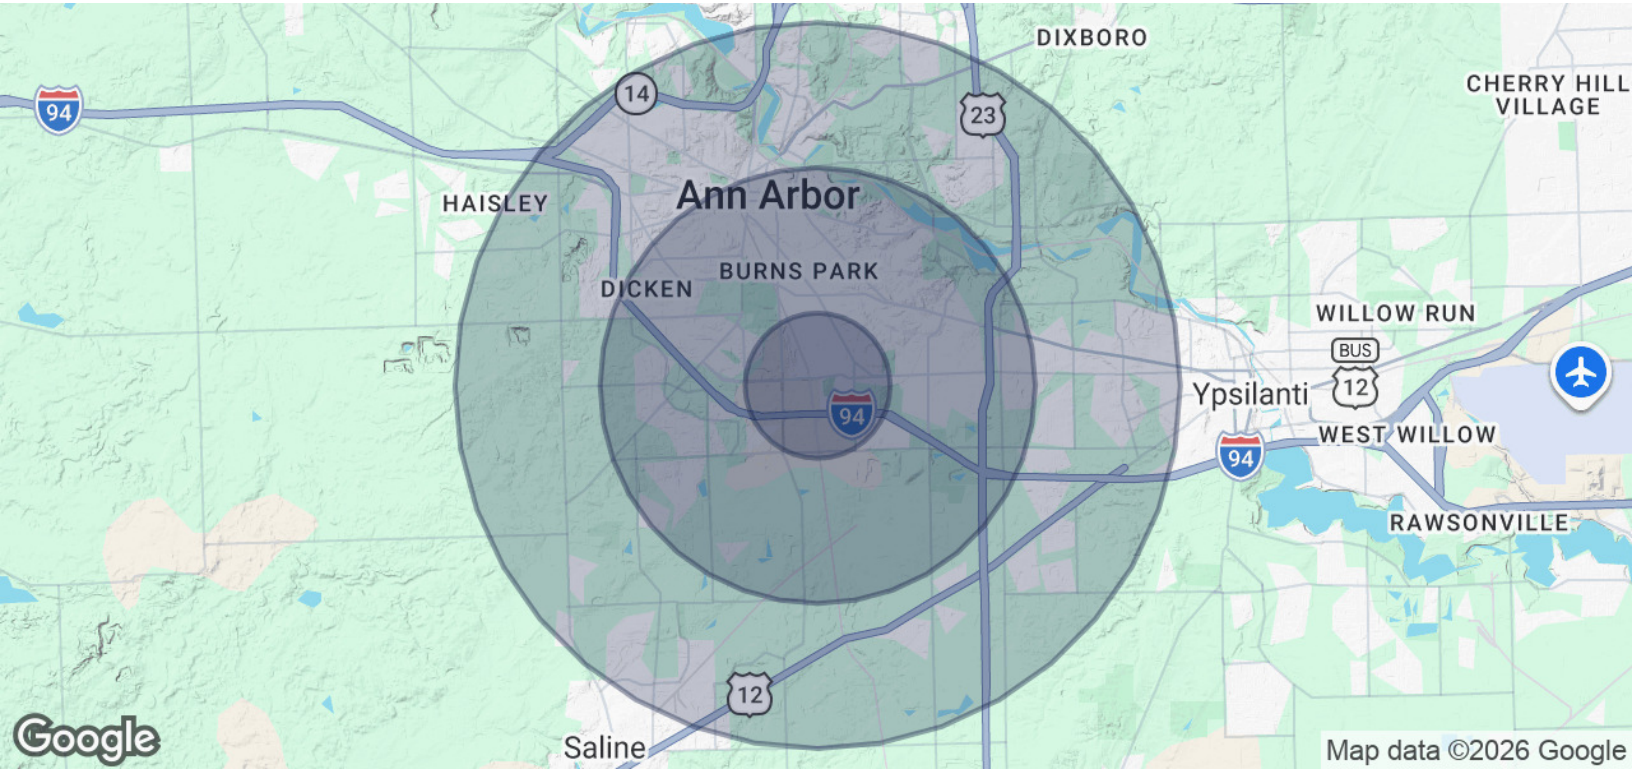 DIXBORO
CHERRY HILL
VILLAGE
94
14
23
HAISLEY
Ann Arbor
BURNS PARK
DICKEN
WILLOW RUN
BUS
12
Ypsilanti
94
WEST WILLOW
94
RAWSONVILLE
12
Saline
Google
Map data ©2026 Google